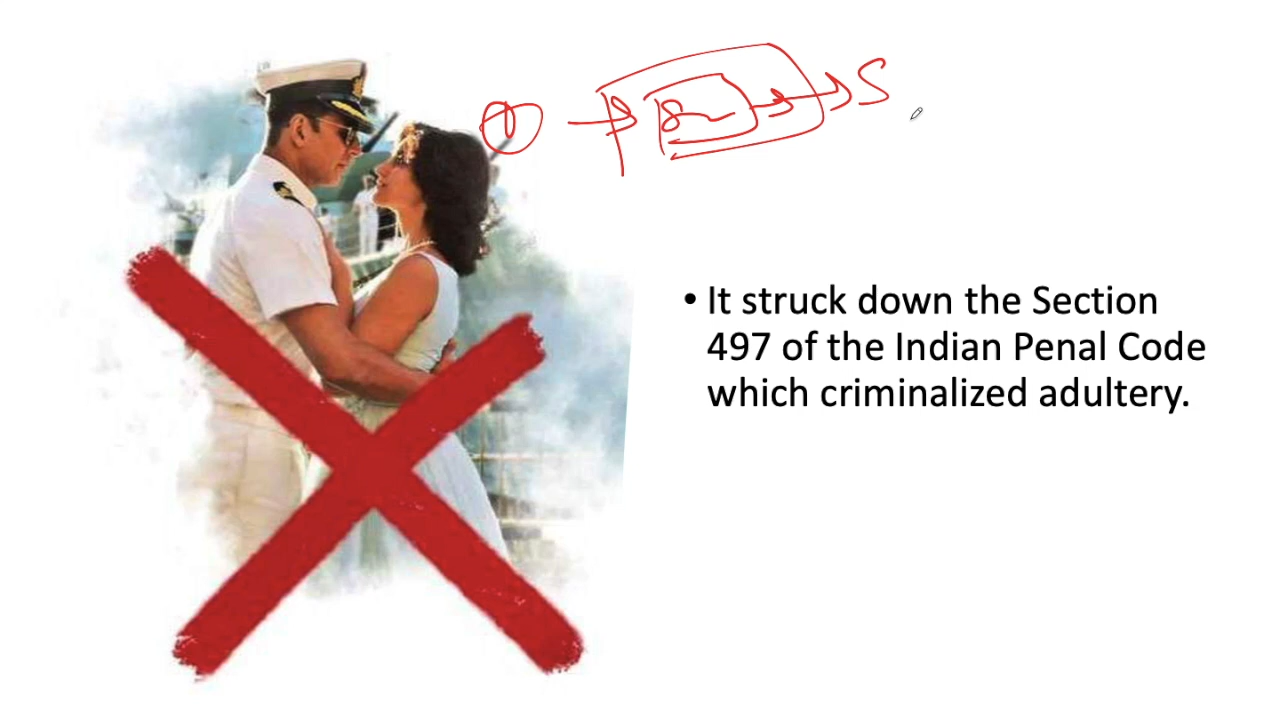 • It struck down the Section
497 of the Indian Penal Code
which criminalized adultery.